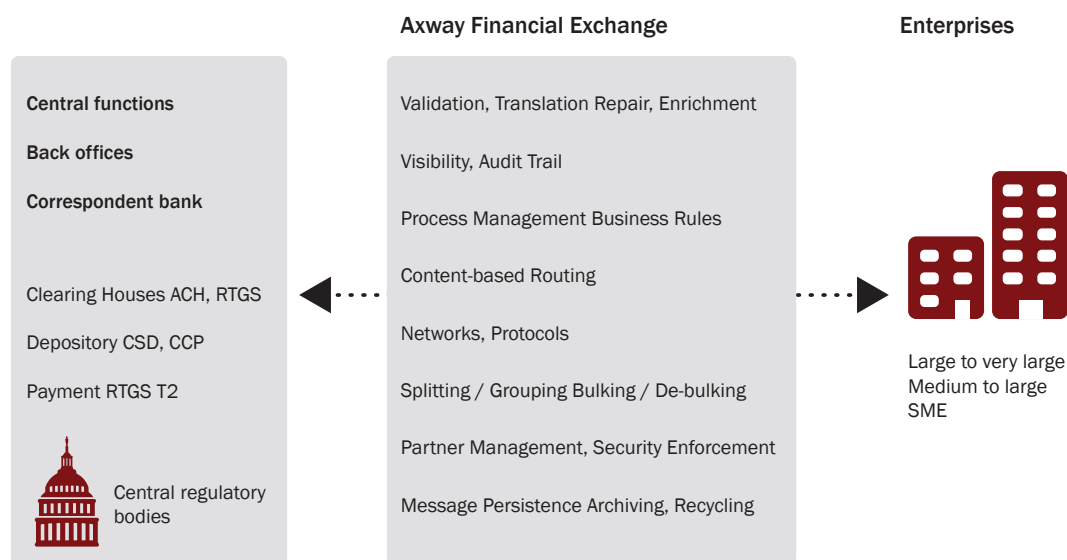 Axway Financial Exchange
Enterprises
Central functions
Back offices
Correspondent bank
Clearing Houses ACH, RTGS
Depository CSD, CCP
Payment RTGS T2
Central regulatory
bodies
Validation, Translation Repair, Enrichment
Visibility, Audit Trail
Process Management Business Rules
Content-based Routing
Networks, Protocols
Splitting / Grouping Bulking / De-bulking
Partner Management, Security Enforcement
Message Persistence Archiving, Recycling
Large to very large
Medium to large
SME